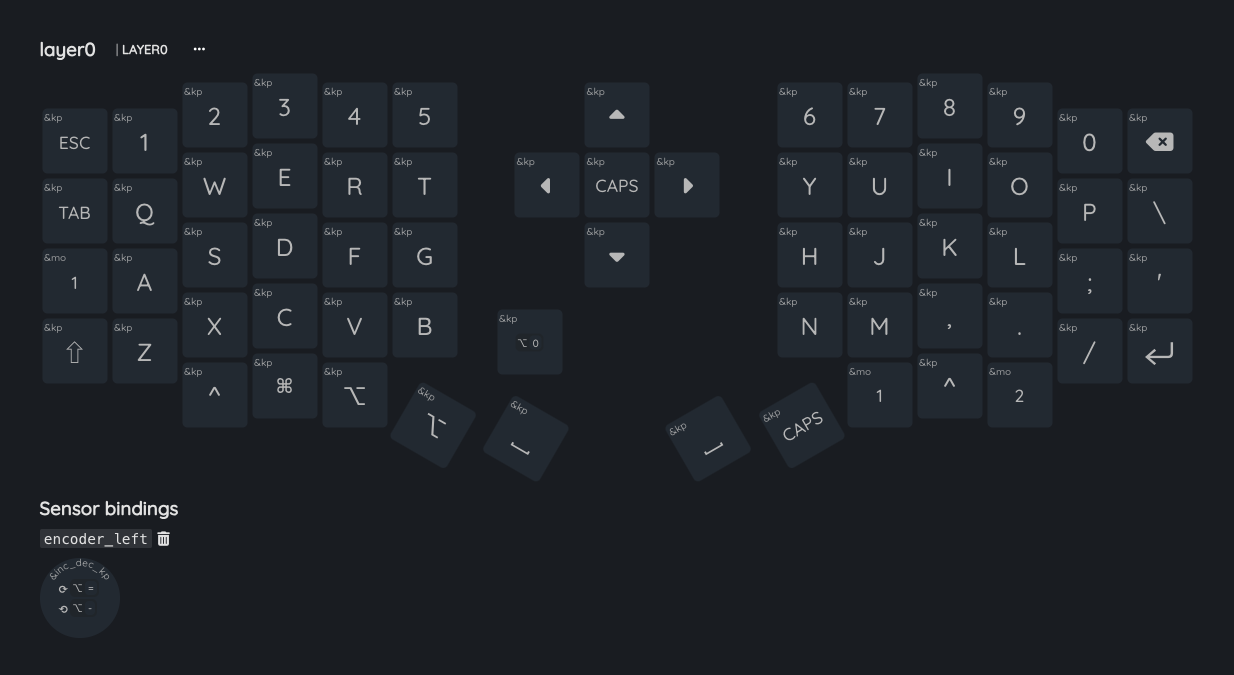 layer0 | LAYER0 ...
&kp ESC &kp 1 &kp 2 &kp 3 &kp 4 &kp 5 &kp &kp 6 &kp 7 &kp 8 &kp 9 &kp 0 &kp
&kp TAB &kp Q &kp W &kp E &kp R &kp T &kp &kp CAPS &kp &kp Y &kp U &kp I &kp O &kp P &kp \
&mo 1 &kp A &kp S &kp D &kp F &kp G &kp &kp H &kp J &kp K &kp L &kp ; &kp '
&kp ⇧ &kp Z &kp X &kp C &kp V &kp B &kp ⌥ 0 &kp N &kp M &kp , &kp . &kp / &kp
&kp ^ &kp ⌘ &kp ⌥ &kp ⌥ &kp &kp &kp CAPS &mo 1 &kp ^ &mo 2
Sensor bindings
encoder_left
&inc_dec_kp
⟳ ⌥ =
⟲ ⌥ -